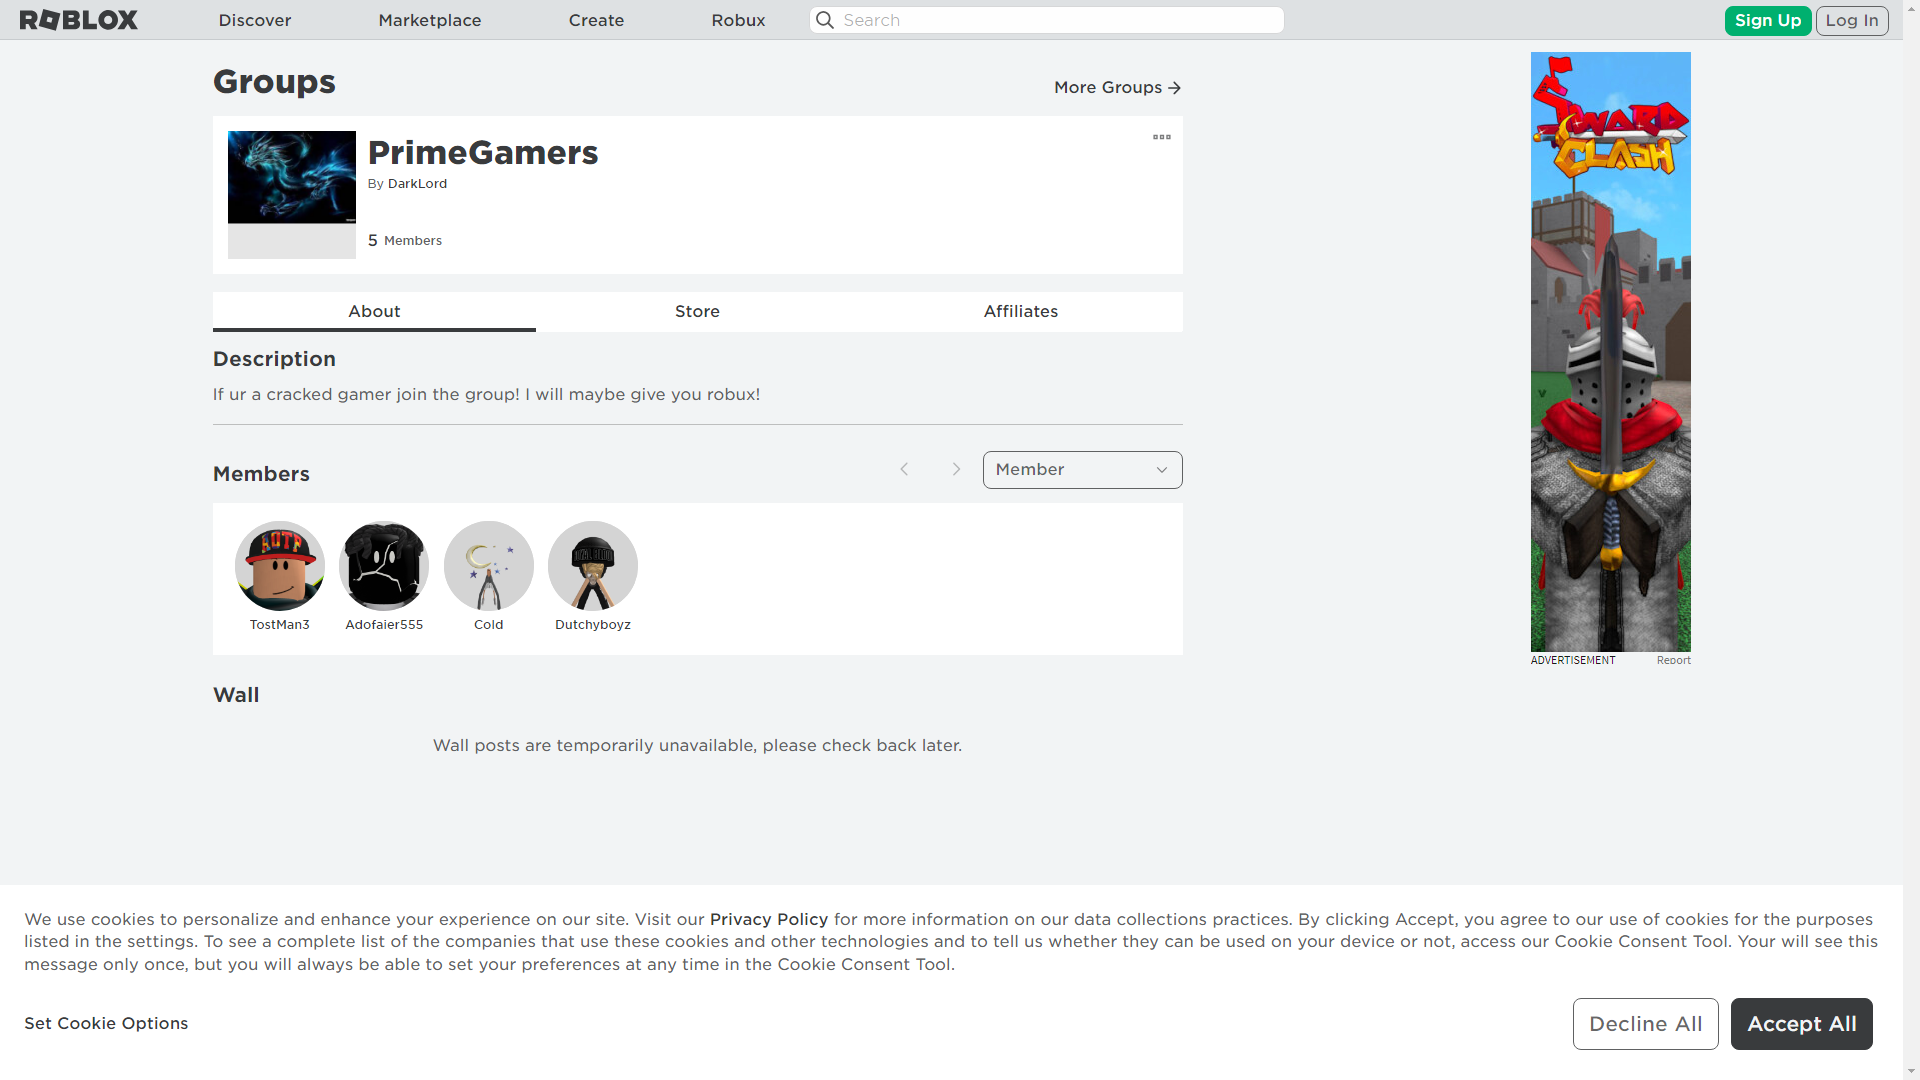 ROBLOX
Discover
Marketplace
Create
Robux
Search
Sign Up
Log In
Groups
More Groups
PrimeGamers
By DarkLord
5 Members
About
Store
Affiliates
Description
If ur a cracked gamer join the group! I will maybe give you robux!
Members
Member
AOTP
TostMan3
Adofaier555
Cold
Dutchyboyz
Wall
Wall posts are temporarily unavailable, please check back later.
SWORD
CLASH
ADVERTISEMENT
Report
We use cookies to personalize and enhance your experience on our site. Visit our Privacy Policy for more information on our data collections practices. By clicking Accept, you agree to our use of cookies for the purposes
listed in the settings. To see a complete list of the companies that use these cookies and other technologies and to tell us whether they can be used on your device or not, access our Cookie Consent Tool. Your will see this
message only once, but you will always be able to set your preferences at any time in the Cookie Consent Tool.
Set Cookie Options
Decline All
Accept All